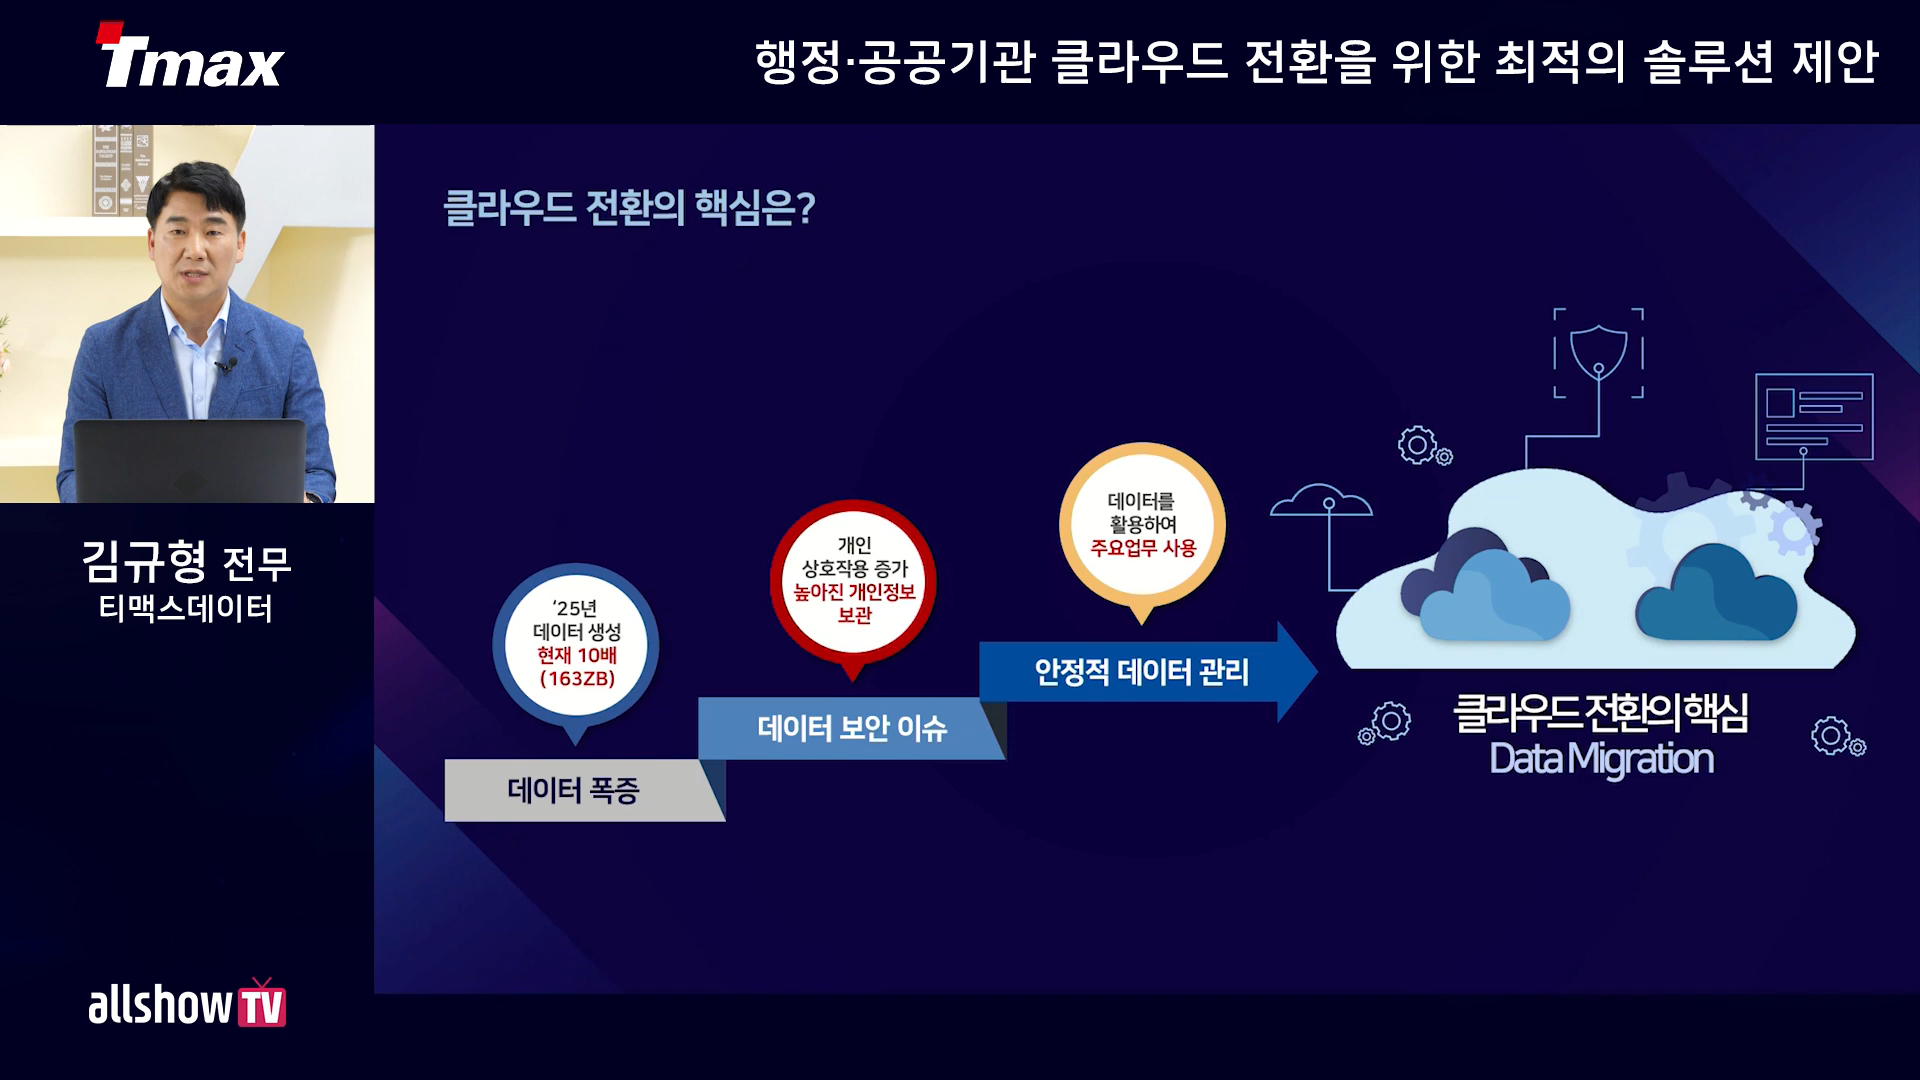 Tmax
행정·공공기관 클라우드 전환을 위한 최적의 솔루션 제안
클라우드 전환의 핵심은?
김규형 전무
티맥스데이터
‘25년
데이터 생성
현재 10배
(163ZB)
데이터 폭증
개인
상호작용 증가
높아진 개인정보
보관
데이터 보안 이슈
데이터를
활용하여
주요업무 사용
안정적 데이터 관리
클라우드 전환의 핵심
Data Migration
allshow TV